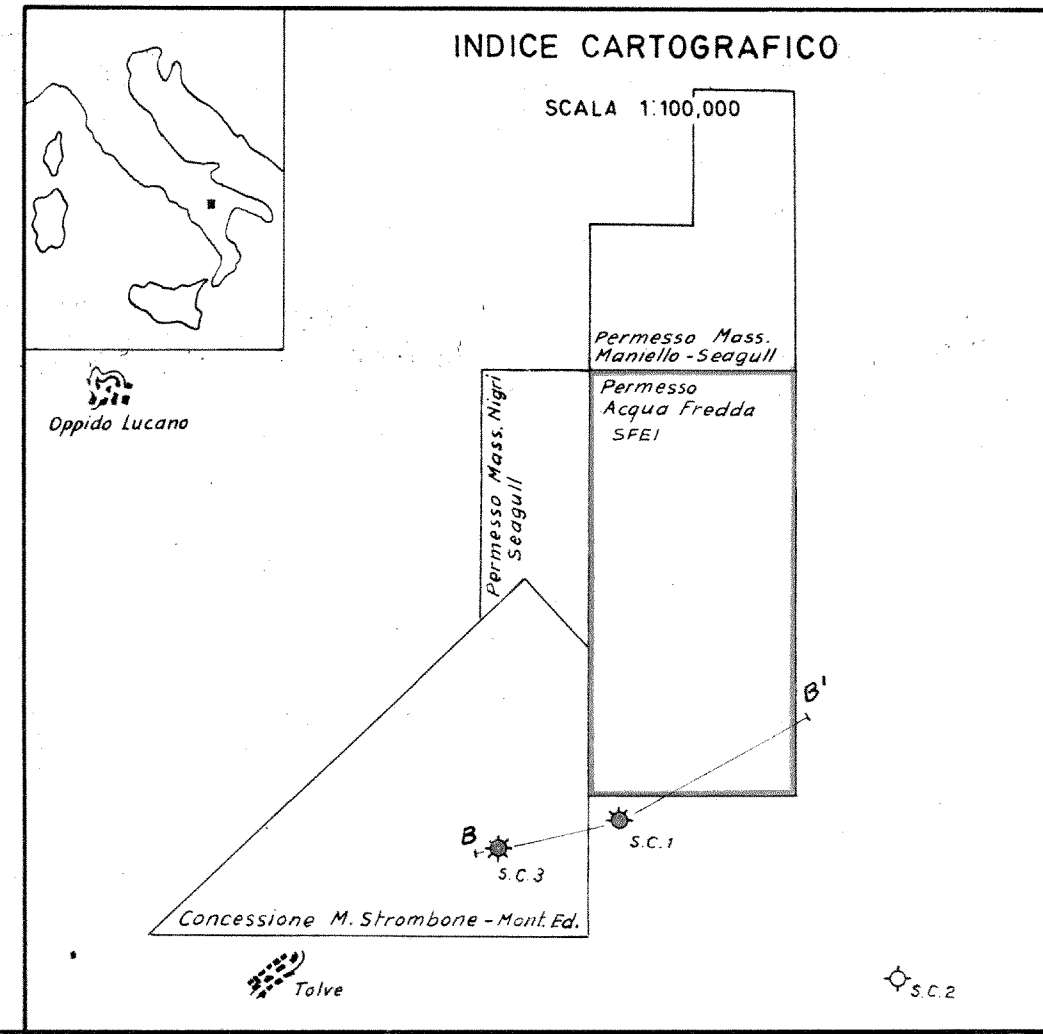 INDICE CARTOGRAFICO
SCALA 1:100,000
Permesso Mass.
Maniello - Seagull
Permesso
Acqua Fredda
SFEI
Permesso Mass. Nigri
Seagull
Oppido Lucano
B'
B
S.C.1
S.C.3
Concessione M. Strombone - Mont. Ed.
Tolve
S.C.2